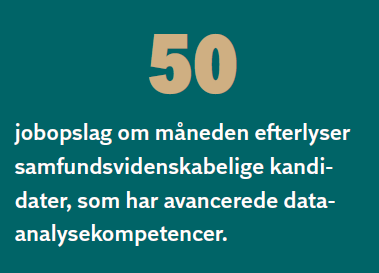 50
jobopslag om måneden efterlyser
samfundsvidenskabelige kandi-
dater, som har avancerede data-
analysekompetencer.